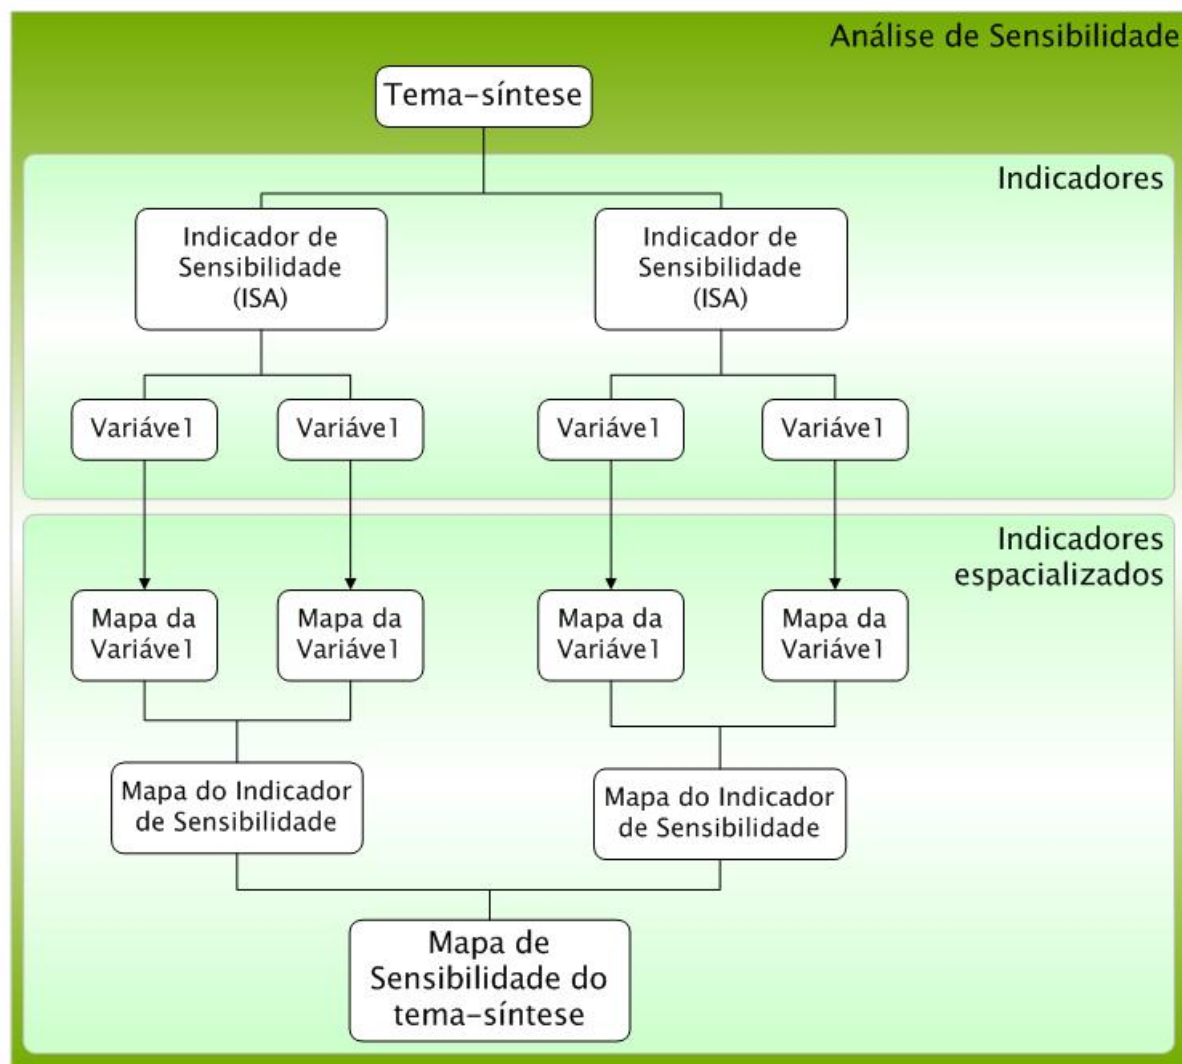 Análise de Sensibilidade
Tema-síntese
Indicadores
Indicador de
Sensibilidade
(ISA)
Indicador de
Sensibilidade
(ISA)
Variável
Variável
Variável
Variável
Indicadores
espacializados
Mapa da
Variável
Mapa da
Variável
Mapa da
Variável
Mapa da
Variável
Mapa do Indicador
de Sensibilidade
Mapa do Indicador
de Sensibilidade
Mapa de
Sensibilidade do
tema-síntese